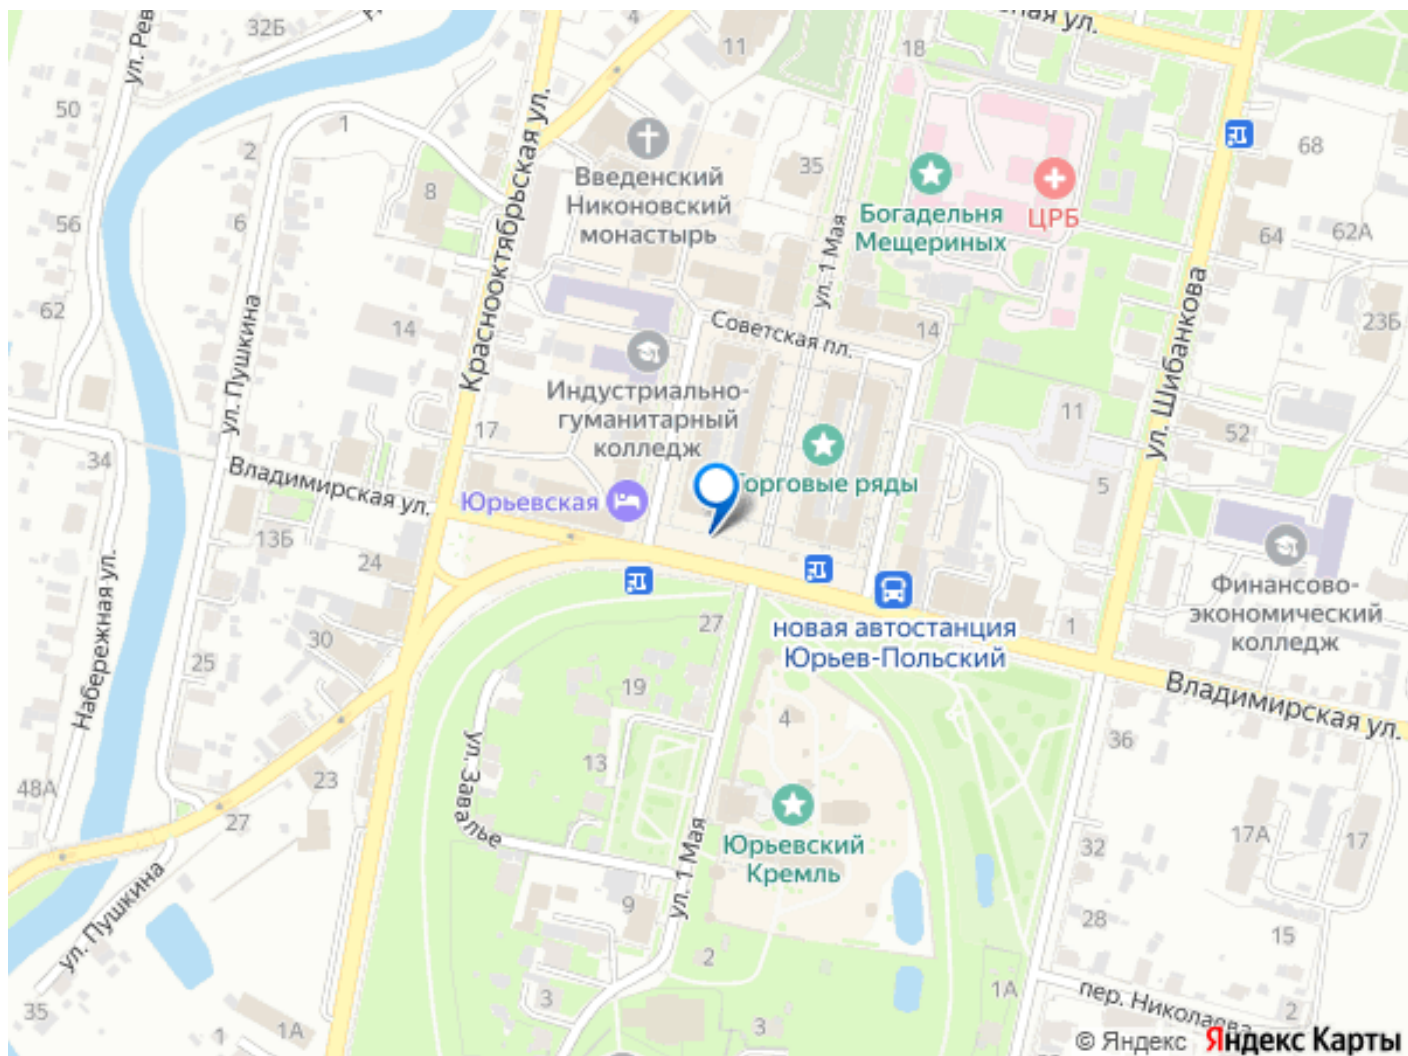 32Б
4
11
18
ная ул.
ул. Рев
50
1
2
8
6
56
62
Краснооктябрьская ул.
Введенский
Никоновский
монастырь
35
ул. 1 Мая
Богадельня
Мещериных
ЦРБ
68
64
62А
23Б
ул. Шибанкова
ул. Пушкина
14
Советская пл.
14
Индустриально-
гуманитарный
колледж
17
11
52
5
34
Владимирская ул.
Юрьевская
Торговые ряды
13Б
24
30
25
Набережная ул.
Финансово-
экономический
колледж
27
новая автостанция
Юрьев-Польский
1
Владимирская ул.
19
4
13
ул. Завалье
36
48А
23
27
ул. Пушкина
Юрьевский
Кремль
ул. 1 Мая
9
32
17А
17
28
15
2
3
1А
пер. Николаева
2
35
1
1А
3
© Яндекс Яндекс Карты